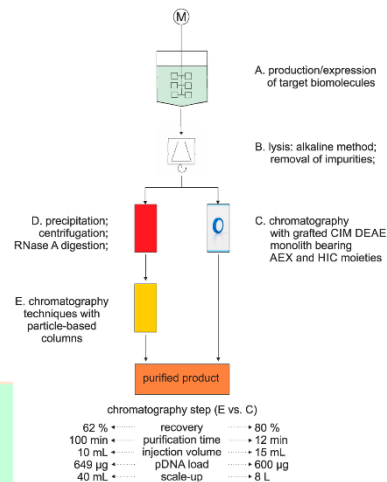 M
A. production/expression
of target biomolecules
B. lysis: alkaline method;
removal of impurities;
D. precipitation;
centrifugation;
RNase A digestion;
C. chromatography
with grafted CIM DEAE
monolith bearing
AEX and HIC moieties
E. chromatography
techniques with
particle-based
columns
purified product
chromatography step (E vs. C)
62 % recovery 80 %
100 min purification time 12 min
10 mL injection volume 15 mL
649 µg pDNA load 600 µg
40 mL scale-up 8 L